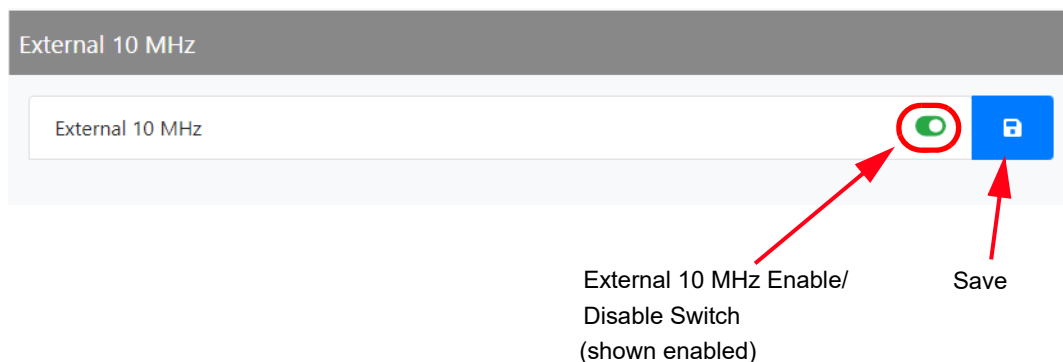 External 10 MHz
External 10 MHz
External 10 MHz Enable/
Disable Switch
(shown enabled)
Save